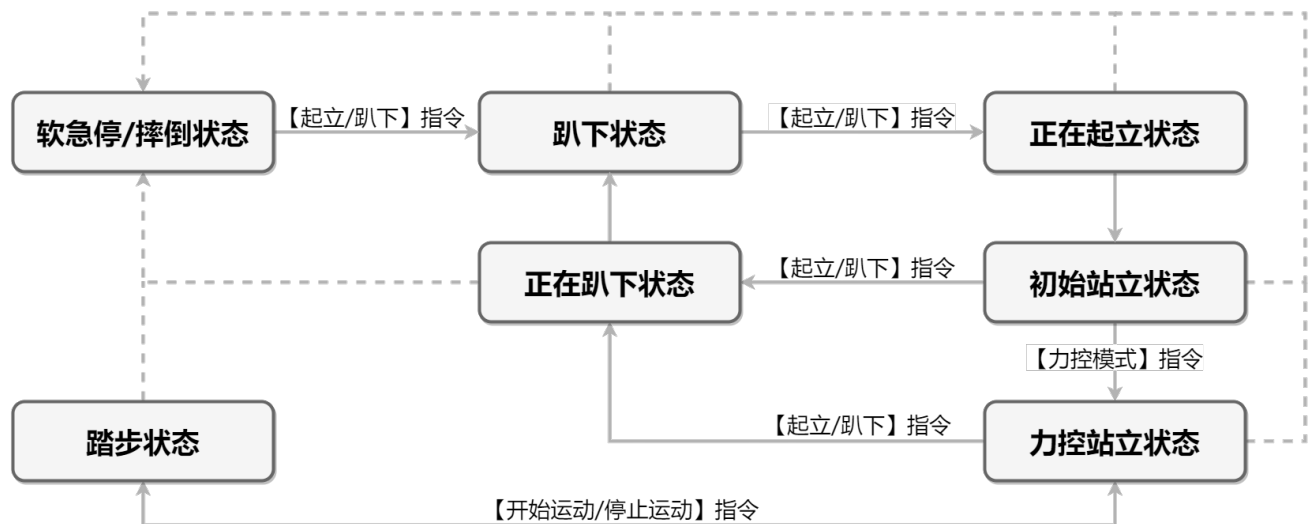 软急停/摔倒状态
【起立/趴下】指令
趴下状态
【起立/趴下】指令
正在起立状态
正在趴下状态
【起立/趴下】指令
初始站立状态
【力控模式】指令
踏步状态
【起立/趴下】指令
力控站立状态
【开始运动/停止运动】指令